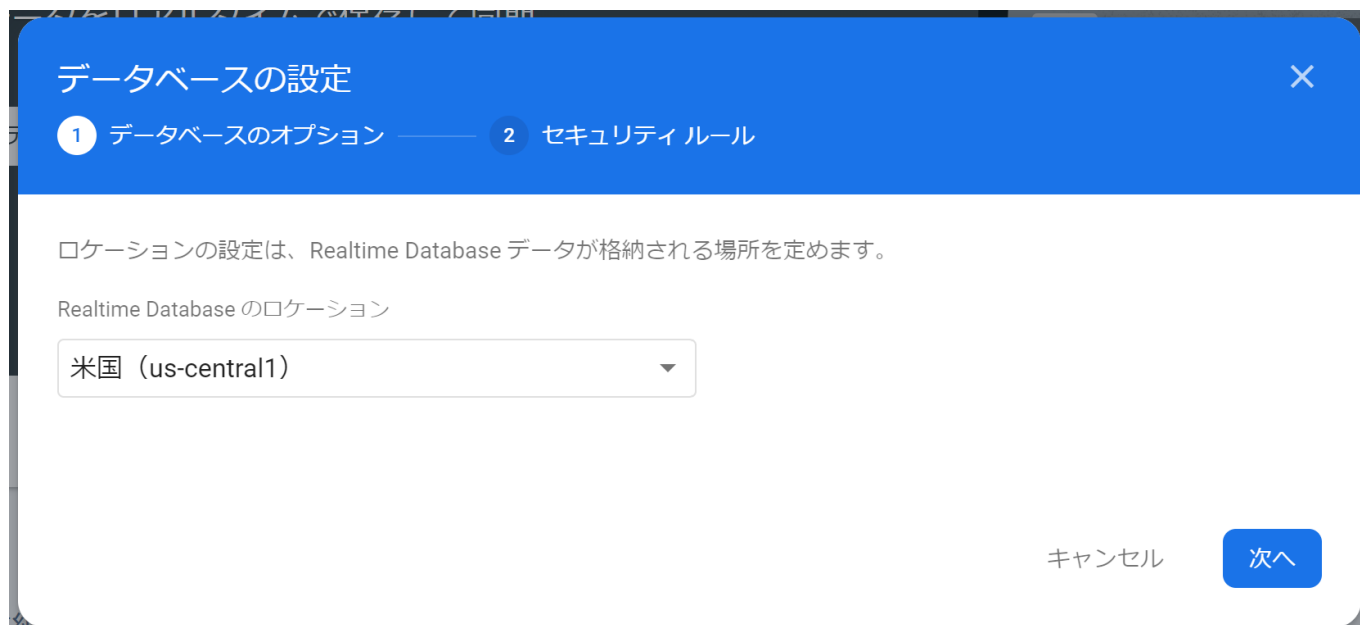 データベースの設定
1 データベースのオプション 2 セキュリティ ルール
ロケーションの設定は、Realtime Database データが格納される場所を定めます。
Realtime Database のロケーション
米国（us-central1）
キャンセル 次へ